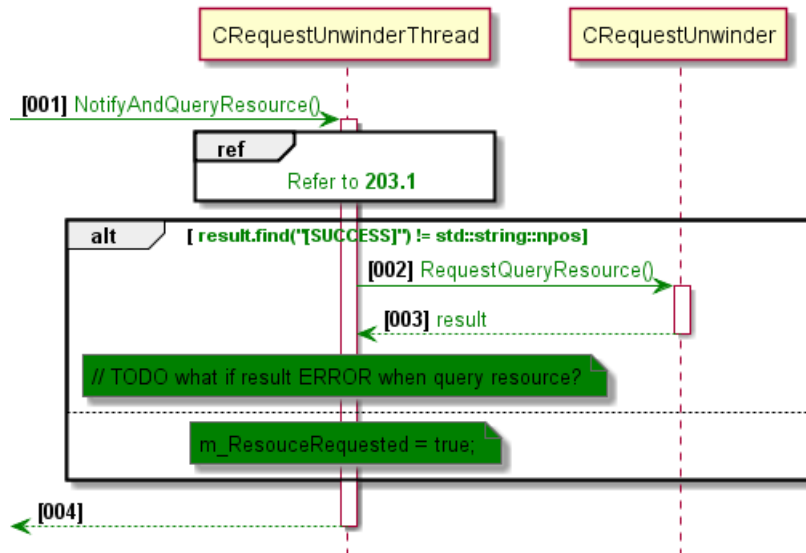 CRequestUnwinderThread
CRequestUnwinder
[001] NotifyAndQueryResource()
ref
Refer to 203.1
alt
[ result.find("[SUCCESS]") != std::string::npos]
[002] RequestQueryResource()
[003] result
// TODO what if result ERROR when query resource?
m_ResouceRequested = true;
[004]